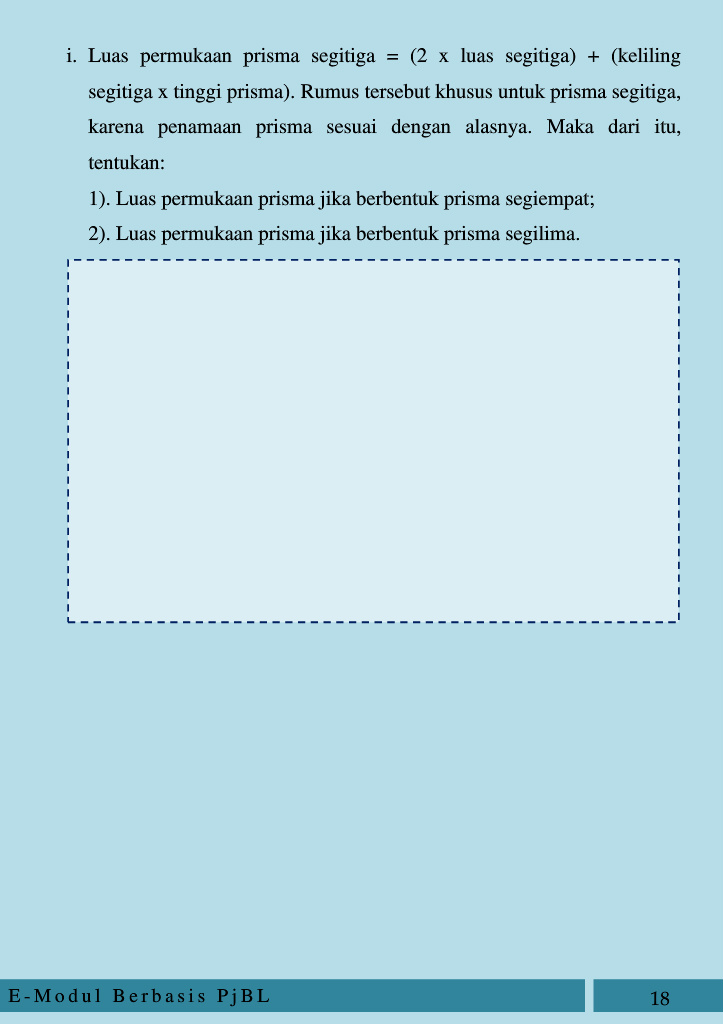 i. Luas permukaan prisma segitiga = (2 x luas segitiga) + (keliling
segitiga x tinggi prisma). Rumus tersebut khusus untuk prisma segitiga,
karena penamaan prisma sesuai dengan alasnya. Maka dari itu,
tentukan:
1). Luas permukaan prisma jika berbentuk prisma segiempat;
2). Luas permukaan prisma jika berbentuk prisma segilima.
E-Modul Berbasis PjBL
18